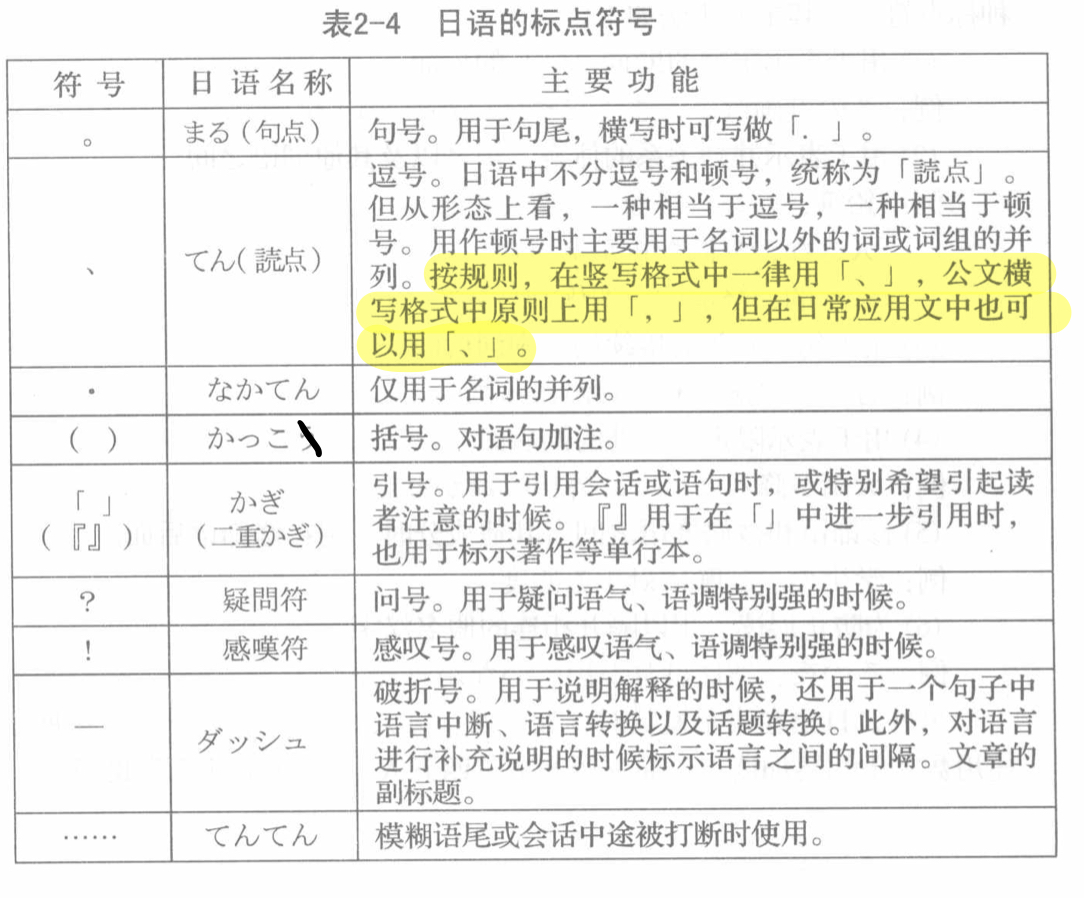 表2-4 日语的标点符号
符号 日语名称 主要功能
。 まる(句点) 句号。用于句尾，横写时可写做「．」。
逗号。日语中不分逗号和顿号，统称为「読点」。
但从形态上看，一种相当于逗号，一种相当于顿
、 てん(読点) 号。用作顿号时主要用于名词以外的词或词组的并
列。按规则，在竖写格式中一律用「、」，公文横
写格式中原则上用「，」，但在日常应用文中也可
以用「、」。
・ なかてん 仅用于名词的并列。
( ) かっこ 括号。对语句加注。
「 」 かぎ 引号。用于引用会话或语句时，或特别希望引起读
(『』) (二重かぎ) 者注意的时候。『』用于在「」中进一步引用时，
也用于标示著作等单行本。
? 疑問符 问号。用于疑问语气、语调特别强的时候。
! 感嘆符 感叹号。用于感叹语气、语调特别强的时候。
破折号。用于说明解释的时候，还用于一个句子中
— ダッシュ 语言中断、语言转换以及话题转换。此外，对语言
进行补充说明的时候标示语言之间的间隔。文章的
副标题。
…… てんてん 模糊语尾或会话中途被打断时使用。